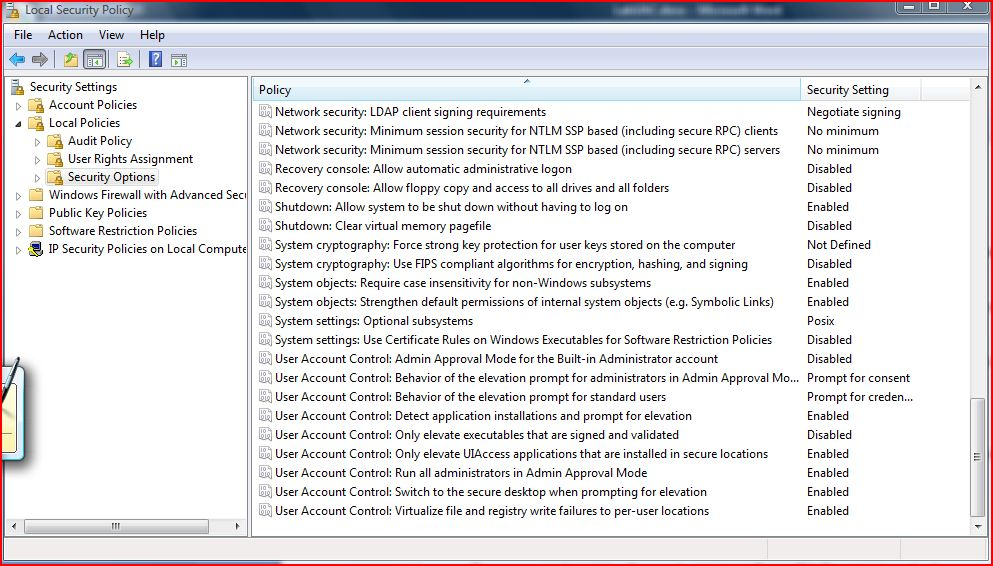 Local Security Policy
File Action View Help
Security Settings
Account Policies
Local Policies
Audit Policy
User Rights Assignment
Security Options
Windows Firewall with Advanced Secu
Public Key Policies
Software Restriction Policies
IP Security Policies on Local Compute
Policy Security Setting
Network security: LDAP client signing requirements Negotiate signing
Network security: Minimum session security for NTLM SSP based (including secure RPC) clients No minimum
Network security: Minimum session security for NTLM SSP based (including secure RPC) servers No minimum
Recovery console: Allow automatic administrative logon Disabled
Recovery console: Allow floppy copy and access to all drives and all folders Disabled
Shutdown: Allow system to be shut down without having to log on Enabled
Shutdown: Clear virtual memory pagefile Disabled
System cryptography: Force strong key protection for user keys stored on the computer Not Defined
System cryptography: Use FIPS compliant algorithms for encryption, hashing, and signing Disabled
System objects: Require case insensitivity for non-Windows subsystems Enabled
System objects: Strengthen default permissions of internal system objects (e.g. Symbolic Links) Enabled
System settings: Optional subsystems Posix
System settings: Use Certificate Rules on Windows Executables for Software Restriction Policies Disabled
User Account Control: Admin Approval Mode for the Built-in Administrator account Disabled
User Account Control: Behavior of the elevation prompt for administrators in Admin Approval Mo... Prompt for consent
User Account Control: Behavior of the elevation prompt for standard users Prompt for creden...
User Account Control: Detect application installations and prompt for elevation Enabled
User Account Control: Only elevate executables that are signed and validated Disabled
User Account Control: Only elevate UIAccess applications that are installed in secure locations Enabled
User Account Control: Run all administrators in Admin Approval Mode Enabled
User Account Control: Switch to the secure desktop when prompting for elevation Enabled
User Account Control: Virtualize file and registry write failures to per-user locations Enabled